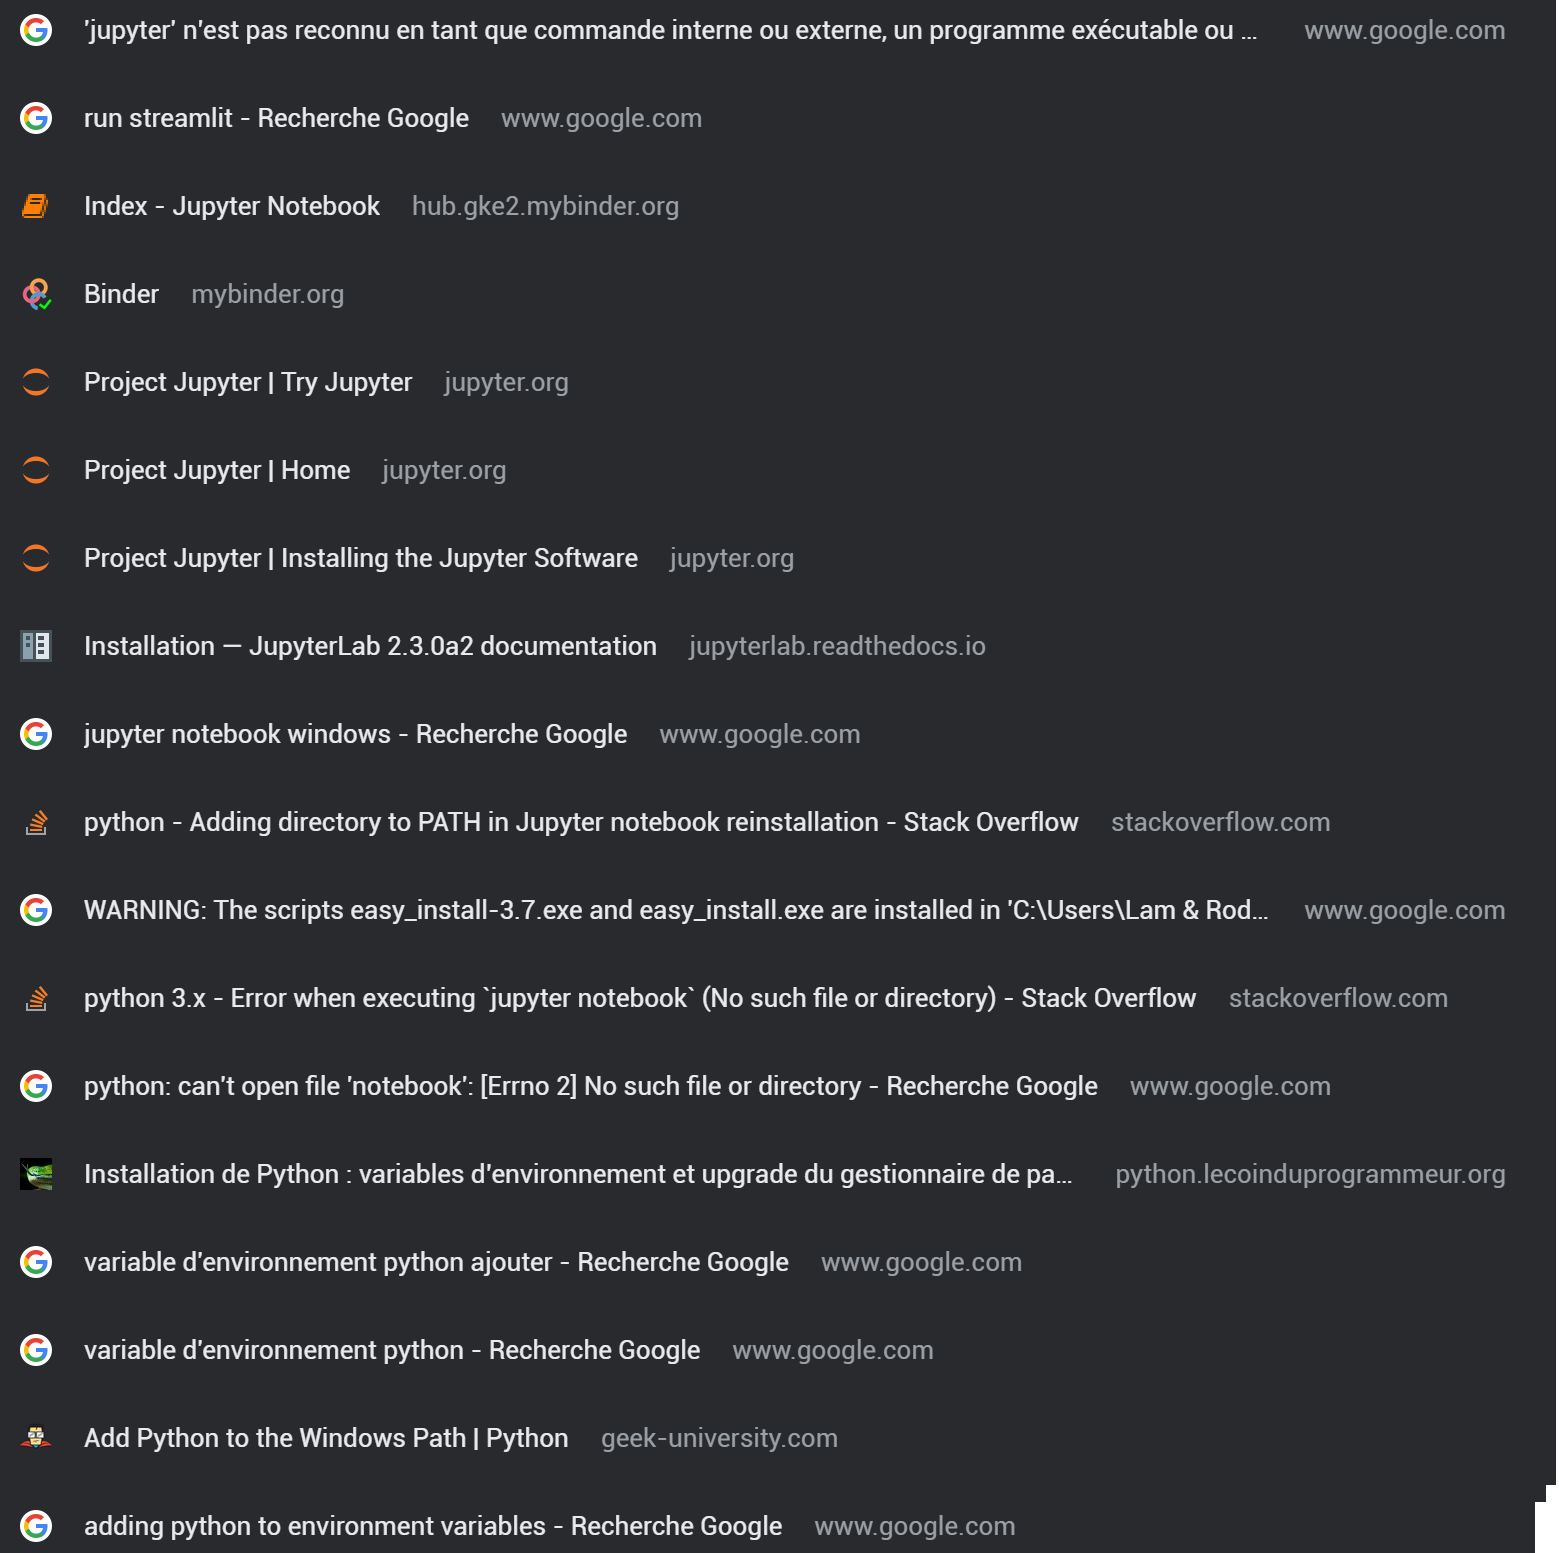 'jupyter' n'est pas reconnu en tant que commande interne ou externe, un programme exécutable ou ... www.google.com
run streamlit - Recherche Google www.google.com
Index - Jupyter Notebook hub.gke2.mybinder.org
Binder mybinder.org
Project Jupyter | Try Jupyter jupyter.org
Project Jupyter | Home jupyter.org
Project Jupyter | Installing the Jupyter Software jupyter.org
Installation — JupyterLab 2.3.0a2 documentation jupyterlab.readthedocs.io
jupyter notebook windows - Recherche Google www.google.com
python - Adding directory to PATH in Jupyter notebook reinstallation - Stack Overflow stackoverflow.com
WARNING: The scripts easy_install-3.7.exe and easy_install.exe are installed in 'C:\Users\Lam & Rod... www.google.com
python 3.x - Error when executing `jupyter notebook` (No such file or directory) - Stack Overflow stackoverflow.com
python: can't open file 'notebook': [Errno 2] No such file or directory - Recherche Google www.google.com
Installation de Python : variables d'environnement et upgrade du gestionnaire de pa... python.lecoinduprogrammeur.org
variable d'environnement python ajouter - Recherche Google www.google.com
variable d'environnement python - Recherche Google www.google.com
Add Python to the Windows Path | Python geek-university.com
adding python to environment variables - Recherche Google www.google.com